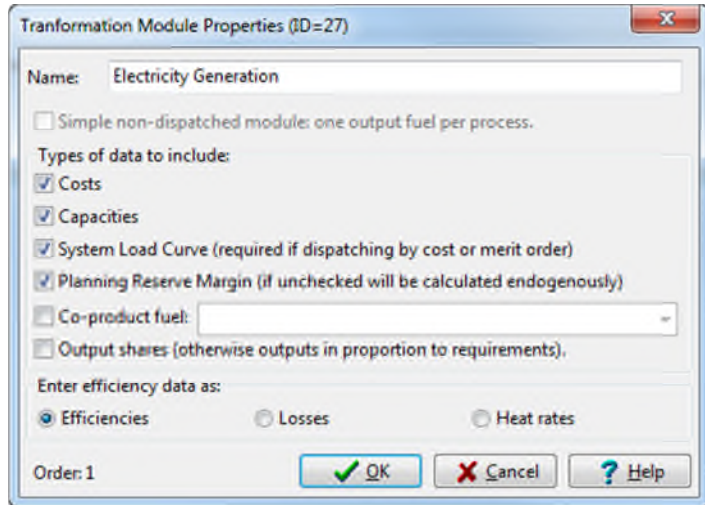 Tranformation Module Properties (ID=27)
Name: Electricity Generation
Simple non-dispatched module: one output fuel per process.
Types of data to include:
Costs
Capacities
System Load Curve (required if dispatching by cost or merit order)
Planning Reserve Margin (if unchecked will be calculated endogenously)
Co-product fuel:
Output shares (otherwise outputs in proportion to requirements).
Enter efficiency data as:
Efficiencies Losses Heat rates
Order: 1 OK Cancel Help